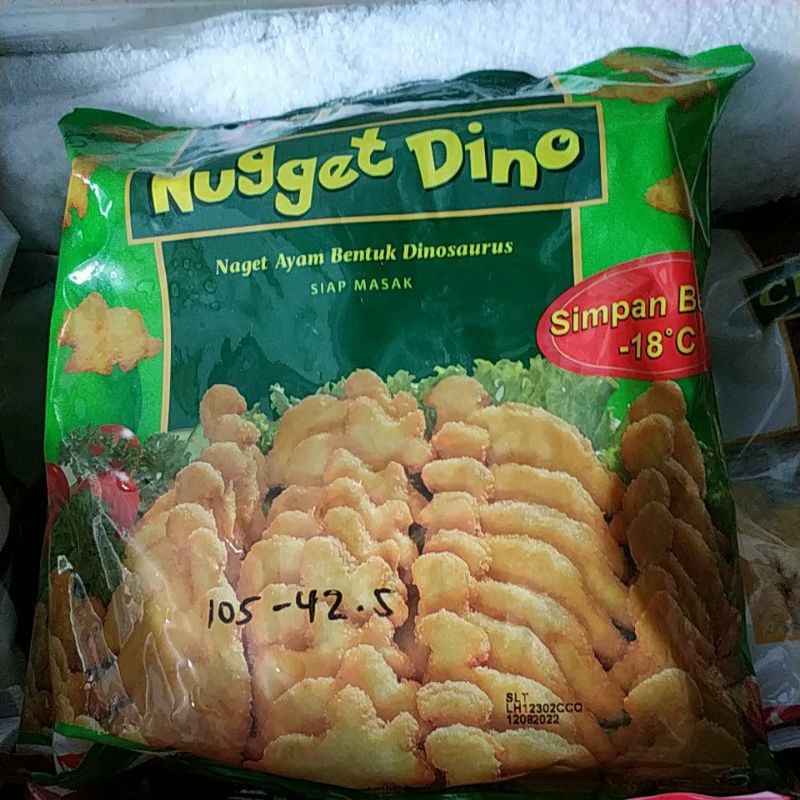 Nugget Dino
Naget Ayam Bentuk Dinosaurus
SIAP MASAK
Simpan
-18°C
105-42.5
SLT
LH12302CCO
12082022